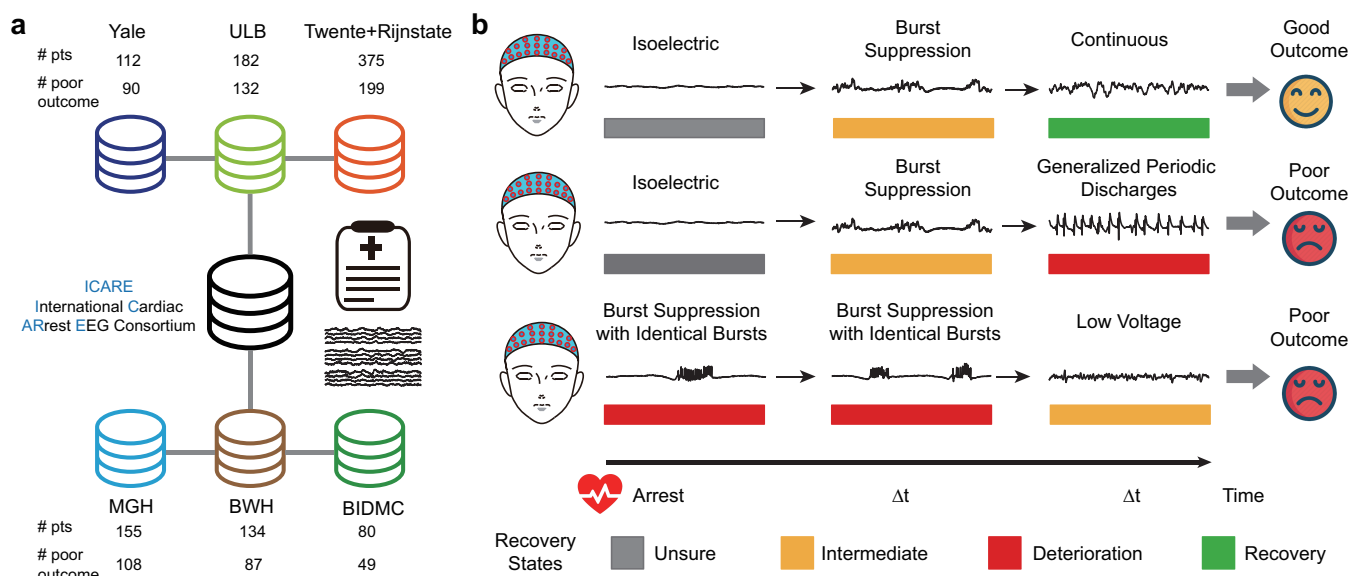 a
Yale ULB Twente+Rijnstate
# pts 112 182 375
# poor
outcome 90 132 199
ICARE
International Cardiac
ARrest EEG Consortium
MGH BWH BIDMC
# pts 155 134 80
# poor
outcome 108 87 49
b
Isoelectric
Burst
Suppression
Continuous
Good
Outcome
Isoelectric
Burst
Suppression
Generalized Periodic
Discharges
Poor
Outcome
Burst Suppression
with Identical Bursts
Burst Suppression
with Identical Bursts
Low Voltage
Poor
Outcome
Arrest Δt Δt Time
Recovery
States
Unsure Intermediate Deterioration Recovery